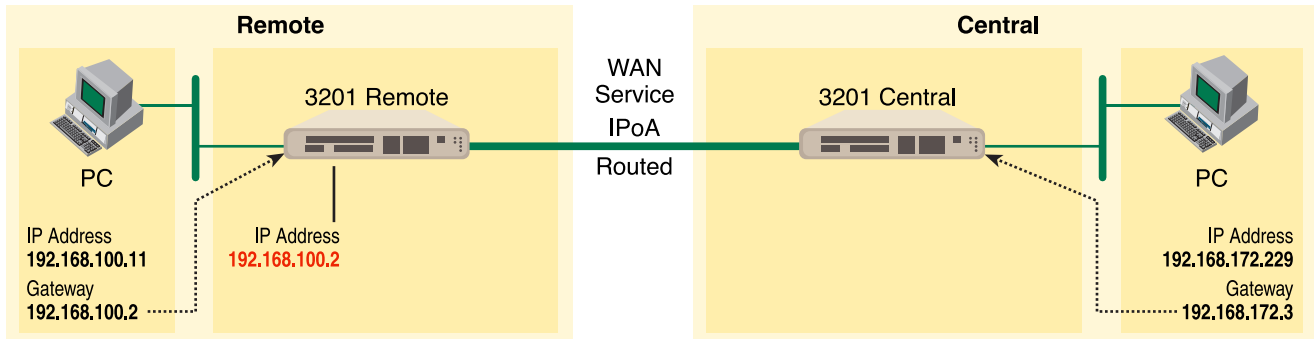 Remote
PC
IP Address
192.168.100.11
Gateway
192.168.100.2
3201 Remote
IP Address
192.168.100.2
WAN
Service
IPoA
Routed
Central
3201 Central
PC
IP Address
192.168.172.229
Gateway
192.168.172.3